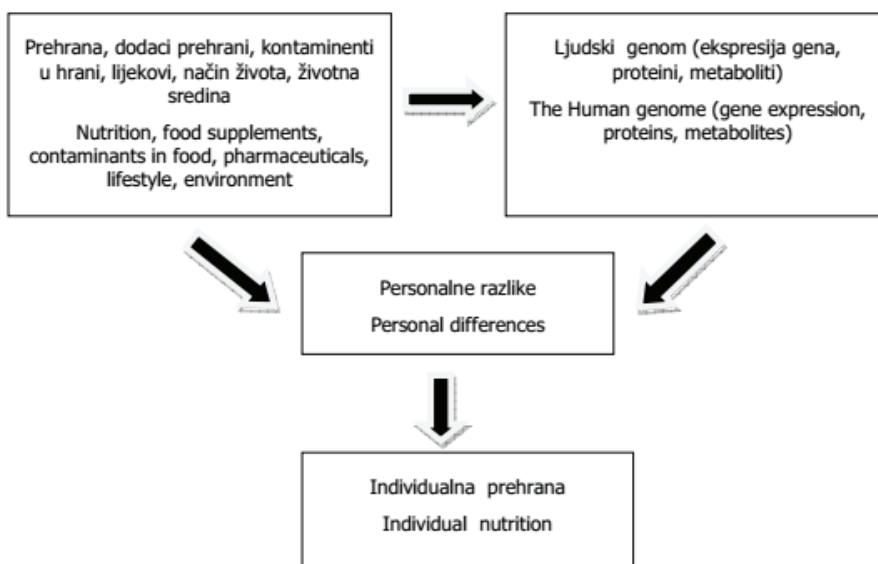 Prehrana, dodaci prehrani, kontaminenti
u hrani, lijekovi, način života, životna
sredina
Nutrition, food supplements,
contaminants in food, pharmaceuticals,
lifestyle, environment
Ljudski genom (ekspresija gena,
proteini, metaboliti)
The Human genome (gene expression,
proteins, metabolites)
Personalne razlike
Personal differences
Individualna prehrana
Individual nutrition